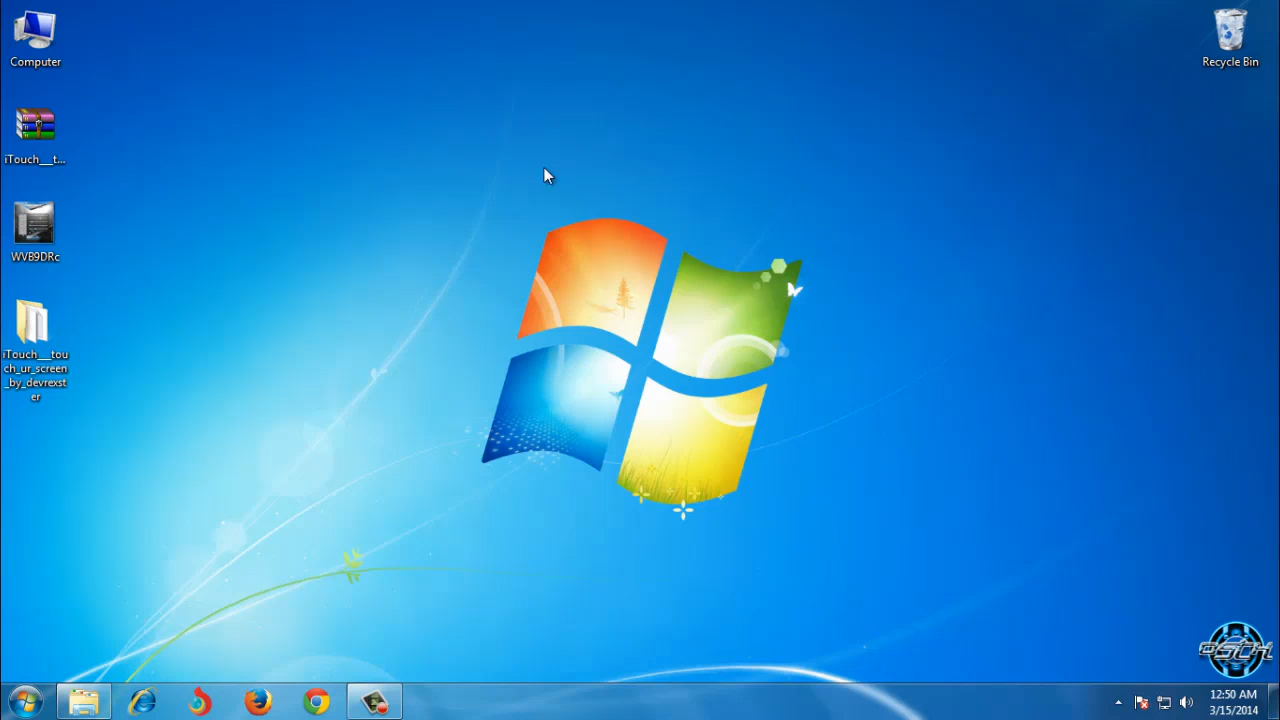 Computer
Recycle Bin
iTouch__t...
WVB9DRc
iTouch__tou
ch_ur_screen
_by_devrexst
er
12:50 AM
3/15/2014